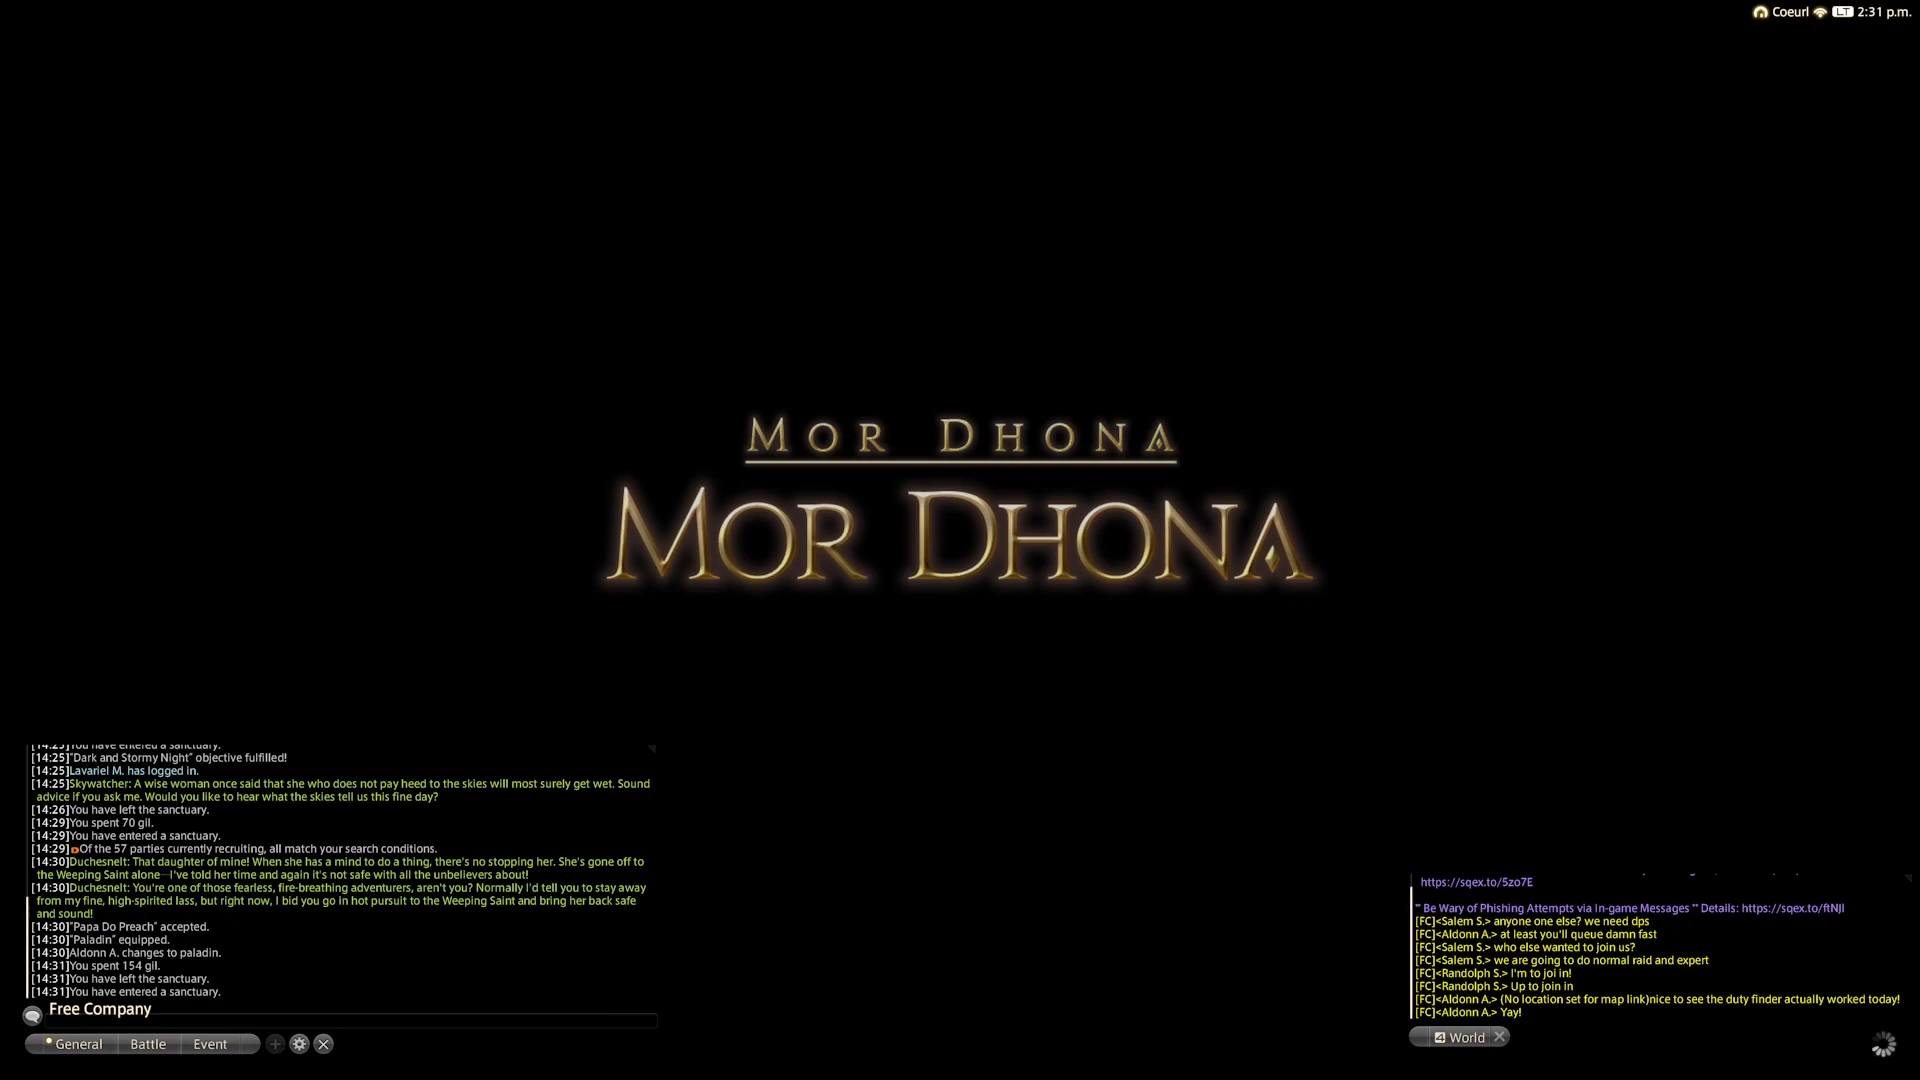 Coeurl LT 2:31 p.m.
MOR DHONA
MOR DHONA
[14:25]You have entered a sanctuary.
[14:25]"Dark and Stormy Night" objective fulfilled!
[14:25]Lavariel M. has logged in.
[14:25]Skywatcher: A wise woman once said that she who does not pay heed to the skies will most surely get wet. Sound
advice if you ask me. Would you like to hear what the skies tell us this fine day?
[14:26]You have left the sanctuary.
[14:29]You spent 70 gil.
[14:29]You have entered a sanctuary.
[14:29]Of the 57 parties currently recruiting, all match your search conditions.
[14:30]Duchesnelt: That daughter of mine! When she has a mind to do a thing, there's no stopping her. She's gone off to
the Weeping Saint alone—I've told her time and again it's not safe with all the unbelievers about!
[14:30]Duchesnelt: You're one of those fearless, fire-breathing adventurers, aren't you? Normally I'd tell you to stay away
from my fine, high-spirited lass, but right now, I bid you go in hot pursuit to the Weeping Saint and bring her back safe
and sound!
[14:30]"Papa Do Preach" accepted.
[14:30]"Paladin" equipped.
[14:30]Aldonn A. changes to paladin.
[14:31]You spent 154 gil.
[14:31]You have left the sanctuary.
[14:31]You have entered a sanctuary.
Free Company
General Battle Event
https://sqex.to/5zo7E
** Be Wary of Phishing Attempts via In-game Messages ** Details: https://sqex.to/ftNJI
[FC]<Salem S.> anyone one else? we need dps
[FC]<Aldonn A.> at least you'll queue damn fast
[FC]<Salem S.> who else wanted to join us?
[FC]<Salem S.> we are going to do normal raid and expert
[FC]<Randolph S.> I'm to joi in!
[FC]<Randolph S.> Up to join in
[FC]<Aldonn A.> (No location set for map link)nice to see the duty finder actually worked today!
[FC]<Aldonn A.> Yay!
4 World